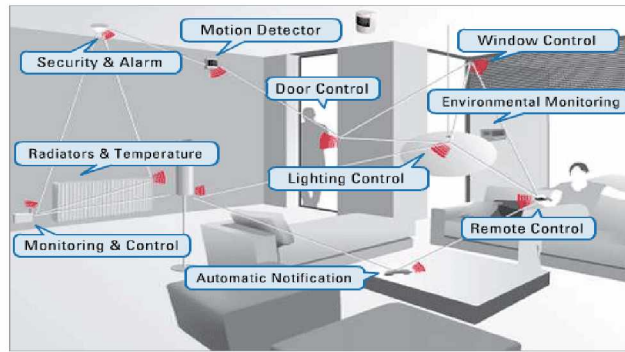 Motion Detector
Window Control
Security & Alarm
Door Control
Environmental Monitoring
Radiators & Temperature
Lighting Control
Remote Control
Monitoring & Control
Automatic Notification